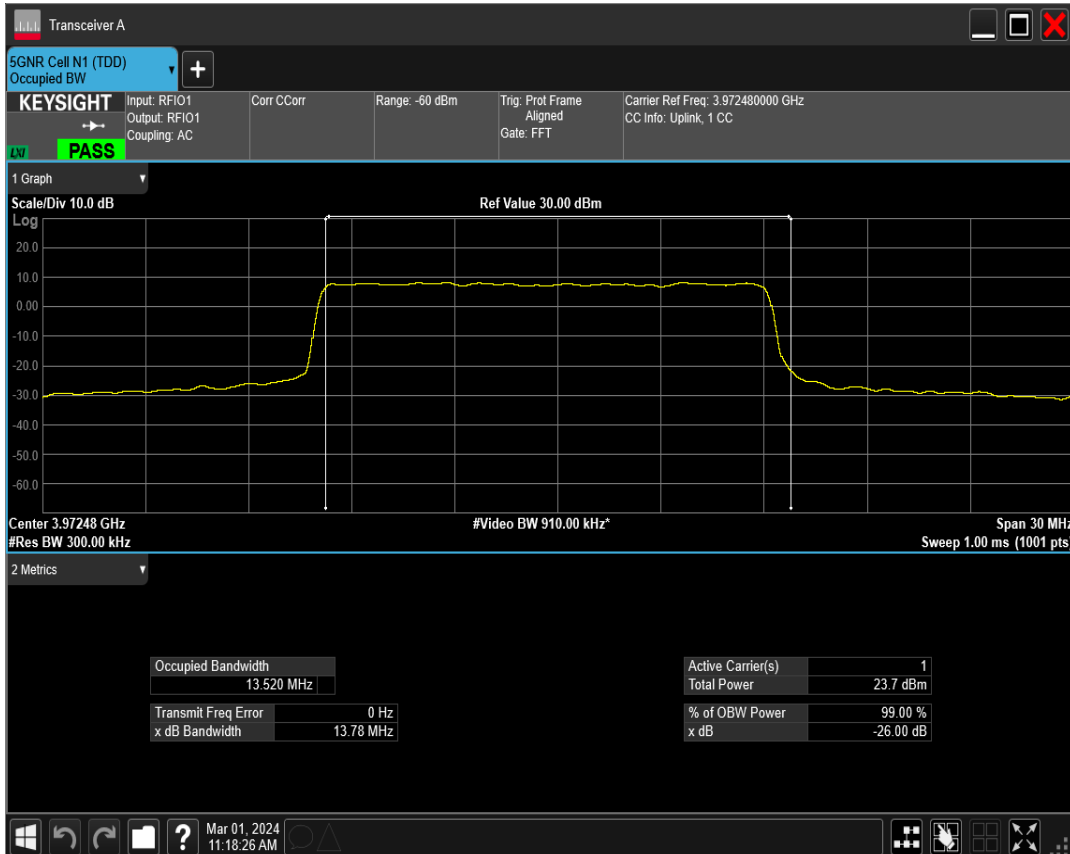 Transceiver A
5GNR Cell N1 (TDD)
Occupied BW
+
KEYSIGHT
LXI
PASS
Input: RFIO1
Output: RFIO1
Coupling: AC
Corr CCorr
Range: -60 dBm
Trig: Prot Frame
Aligned
Gate: FFT
Carrier Ref Freq: 3.972480000 GHz
CC Info: Uplink, 1 CC
1 Graph
Scale/Div 10.0 dB
Ref Value 30.00 dBm
Log
20.0
10.0
0.00
-10.0
-20.0
-30.0
-40.0
-50.0
-60.0
Center 3.97248 GHz
#Video BW 910.00 kHz*
Span 30 MHz
#Res BW 300.00 kHz
Sweep 1.00 ms (1001 pts)
2 Metrics
Occupied Bandwidth
13.520 MHz
Transmit Freq Error 0 Hz
x dB Bandwidth 13.78 MHz
Active Carrier(s) 1
Total Power 23.7 dBm
% of OBW Power 99.00 %
x dB -26.00 dB
?
Mar 01, 2024
11:18:26 AM